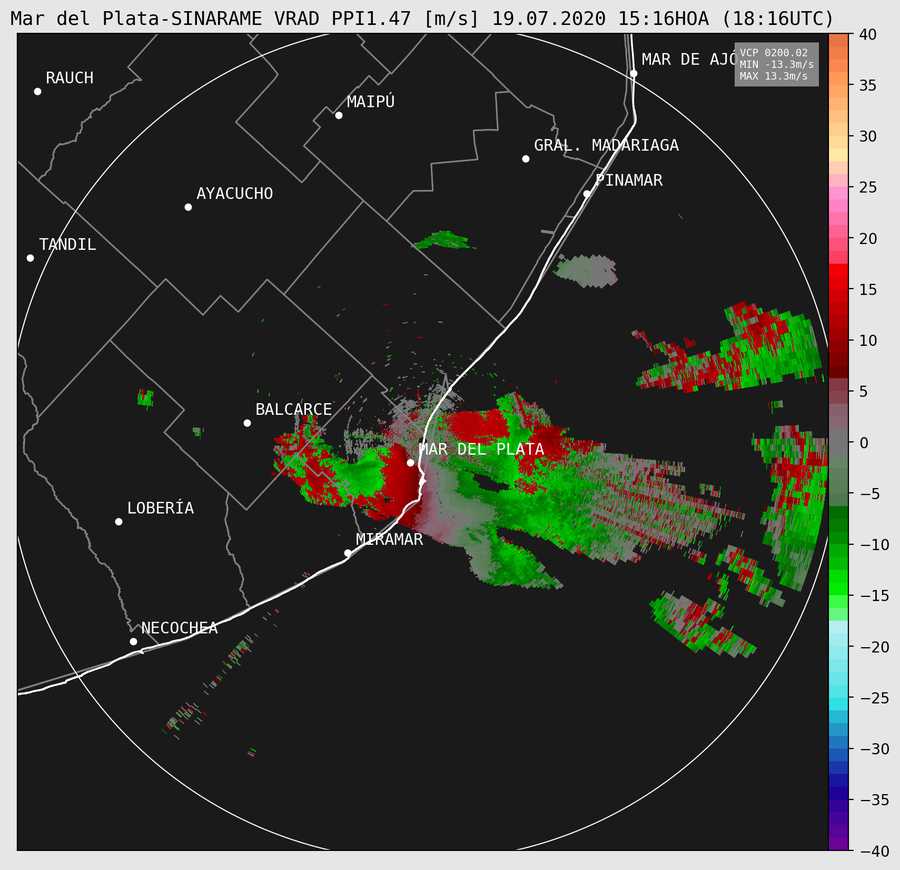 Mar del Plata-SINARAME VRAD PPI1.47 [m/s] 19.07.2020 15:16HOA (18:16UTC)
VCP 0200.02
MIN -13.3m/s
MAX 13.3m/s
MAR DE AJÓ
RAUCH
MAIPÚ
GRAL. MADARIAGA
PINAMAR
AYACUCHO
TANDIL
BALCARCE
MAR DEL PLATA
LOBERÍA
MIRAMAR
NECOCHEA
40
35
30
25
20
15
10
5
0
−5
−10
−15
−20
−25
−30
−35
−40